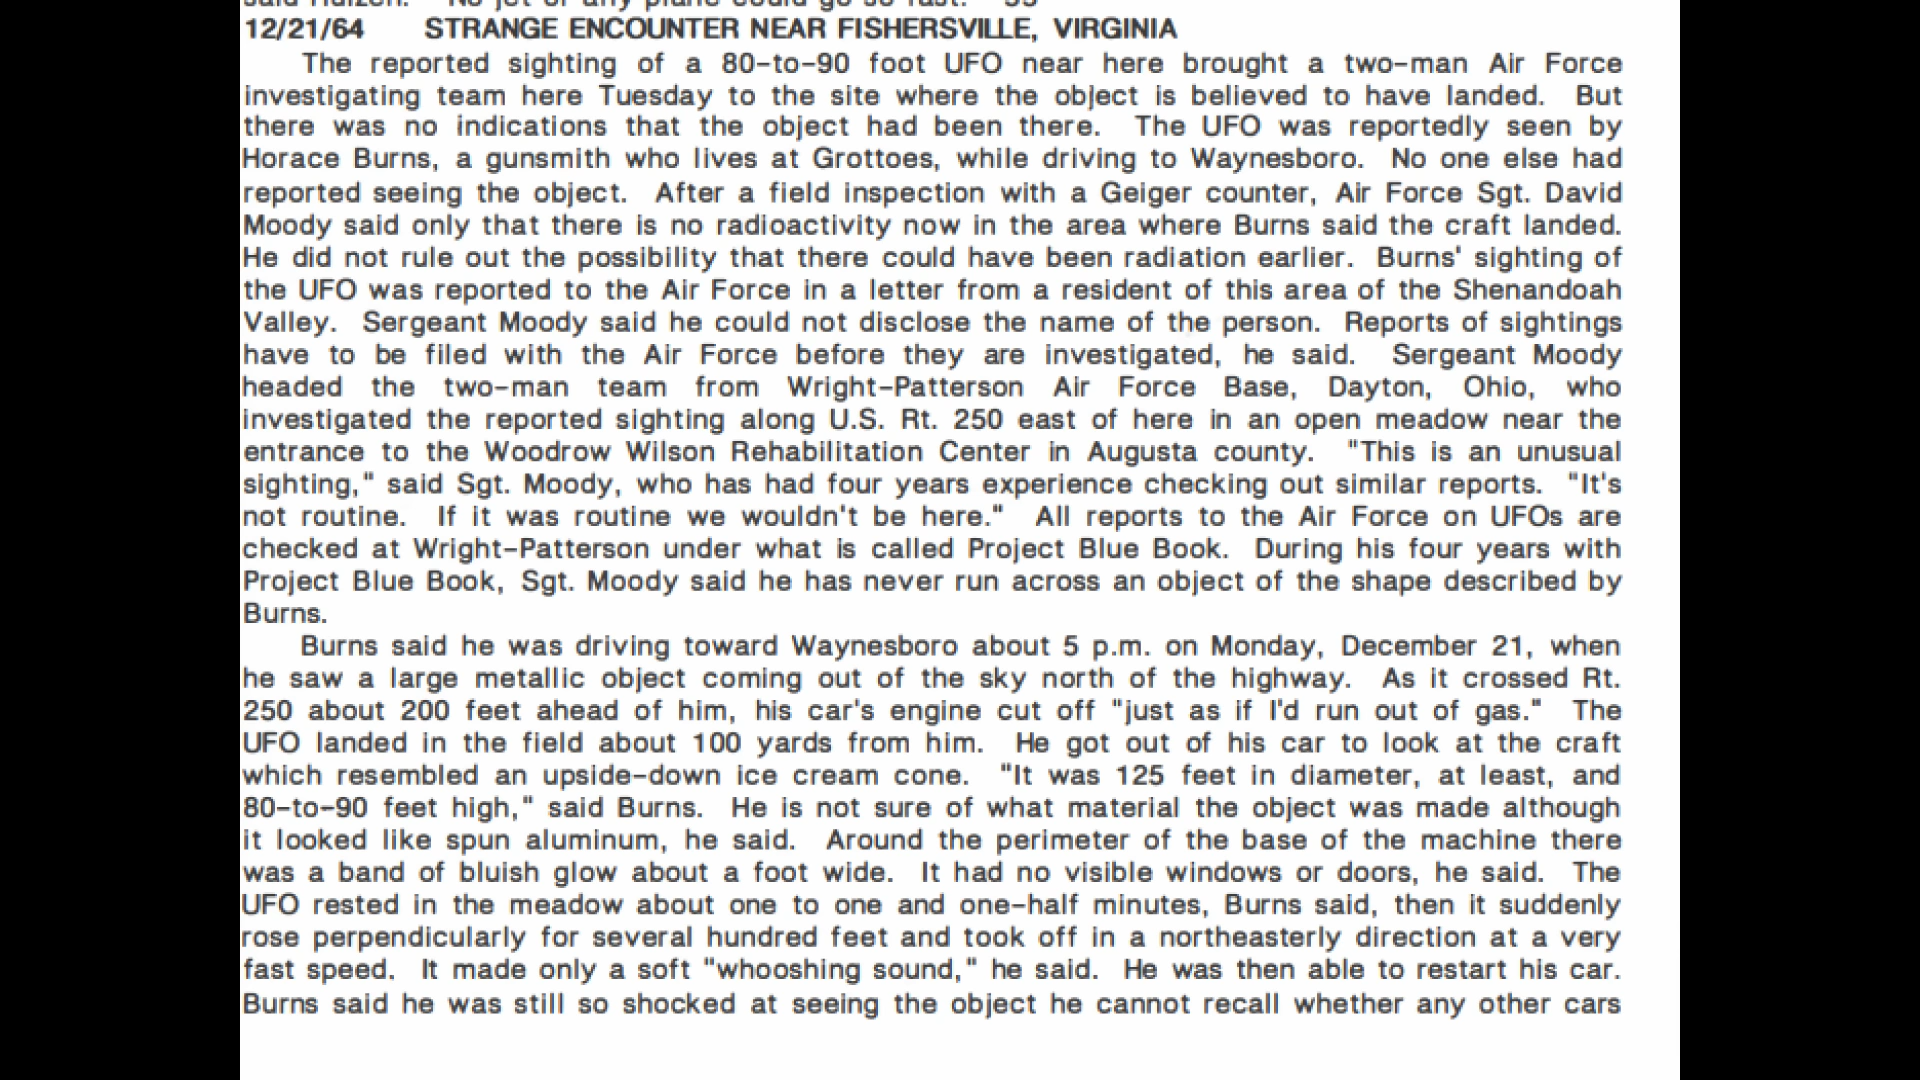 12/21/64 STRANGE ENCOUNTER NEAR FISHERSVILLE, VIRGINIA
The reported sighting of a 80-to-90 foot UFO near here brought a two-man Air Force
investigating team here Tuesday to the site where the object is believed to have landed. But
there was no indications that the object had been there. The UFO was reportedly seen by
Horace Burns, a gunsmith who lives at Grottoes, while driving to Waynesboro. No one else had
reported seeing the object. After a field inspection with a Geiger counter, Air Force Sgt. David
Moody said only that there is no radioactivity now in the area where Burns said the craft landed.
He did not rule out the possibility that there could have been radiation earlier. Burns' sighting of
the UFO was reported to the Air Force in a letter from a resident of this area of the Shenandoah
Valley. Sergeant Moody said he could not disclose the name of the person. Reports of sightings
have to be filed with the Air Force before they are investigated, he said. Sergeant Moody
headed the two-man team from Wright-Patterson Air Force Base, Dayton, Ohio, who
investigated the reported sighting along U.S. Rt. 250 east of here in an open meadow near the
entrance to the Woodrow Wilson Rehabilitation Center in Augusta county. "This is an unusual
sighting," said Sgt. Moody, who has had four years experience checking out similar reports. "It's
not routine. If it was routine we wouldn't be here." All reports to the Air Force on UFOs are
checked at Wright-Patterson under what is called Project Blue Book. During his four years with
Project Blue Book, Sgt. Moody said he has never run across an object of the shape described by
Burns.
Burns said he was driving toward Waynesboro about 5 p.m. on Monday, December 21, when
he saw a large metallic object coming out of the sky north of the highway. As it crossed Rt.
250 about 200 feet ahead of him, his car's engine cut off "just as if I'd run out of gas." The
UFO landed in the field about 100 yards from him. He got out of his car to look at the craft
which resembled an upside-down ice cream cone. "It was 125 feet in diameter, at least, and
80-to-90 feet high," said Burns. He is not sure of what material the object was made although
it looked like spun aluminum, he said. Around the perimeter of the base of the machine there
was a band of bluish glow about a foot wide. It had no visible windows or doors, he said. The
UFO rested in the meadow about one to one and one-half minutes, Burns said, then it suddenly
rose perpendicularly for several hundred feet and took off in a northeasterly direction at a very
fast speed. It made only a soft "whooshing sound," he said. He was then able to restart his car.
Burns said he was still so shocked at seeing the object he cannot recall whether any other cars